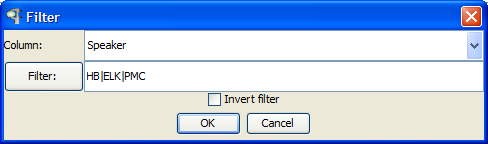 Filter
Column: Speaker
Filter: HB|ELK|PMC
Invert filter
OK Cancel